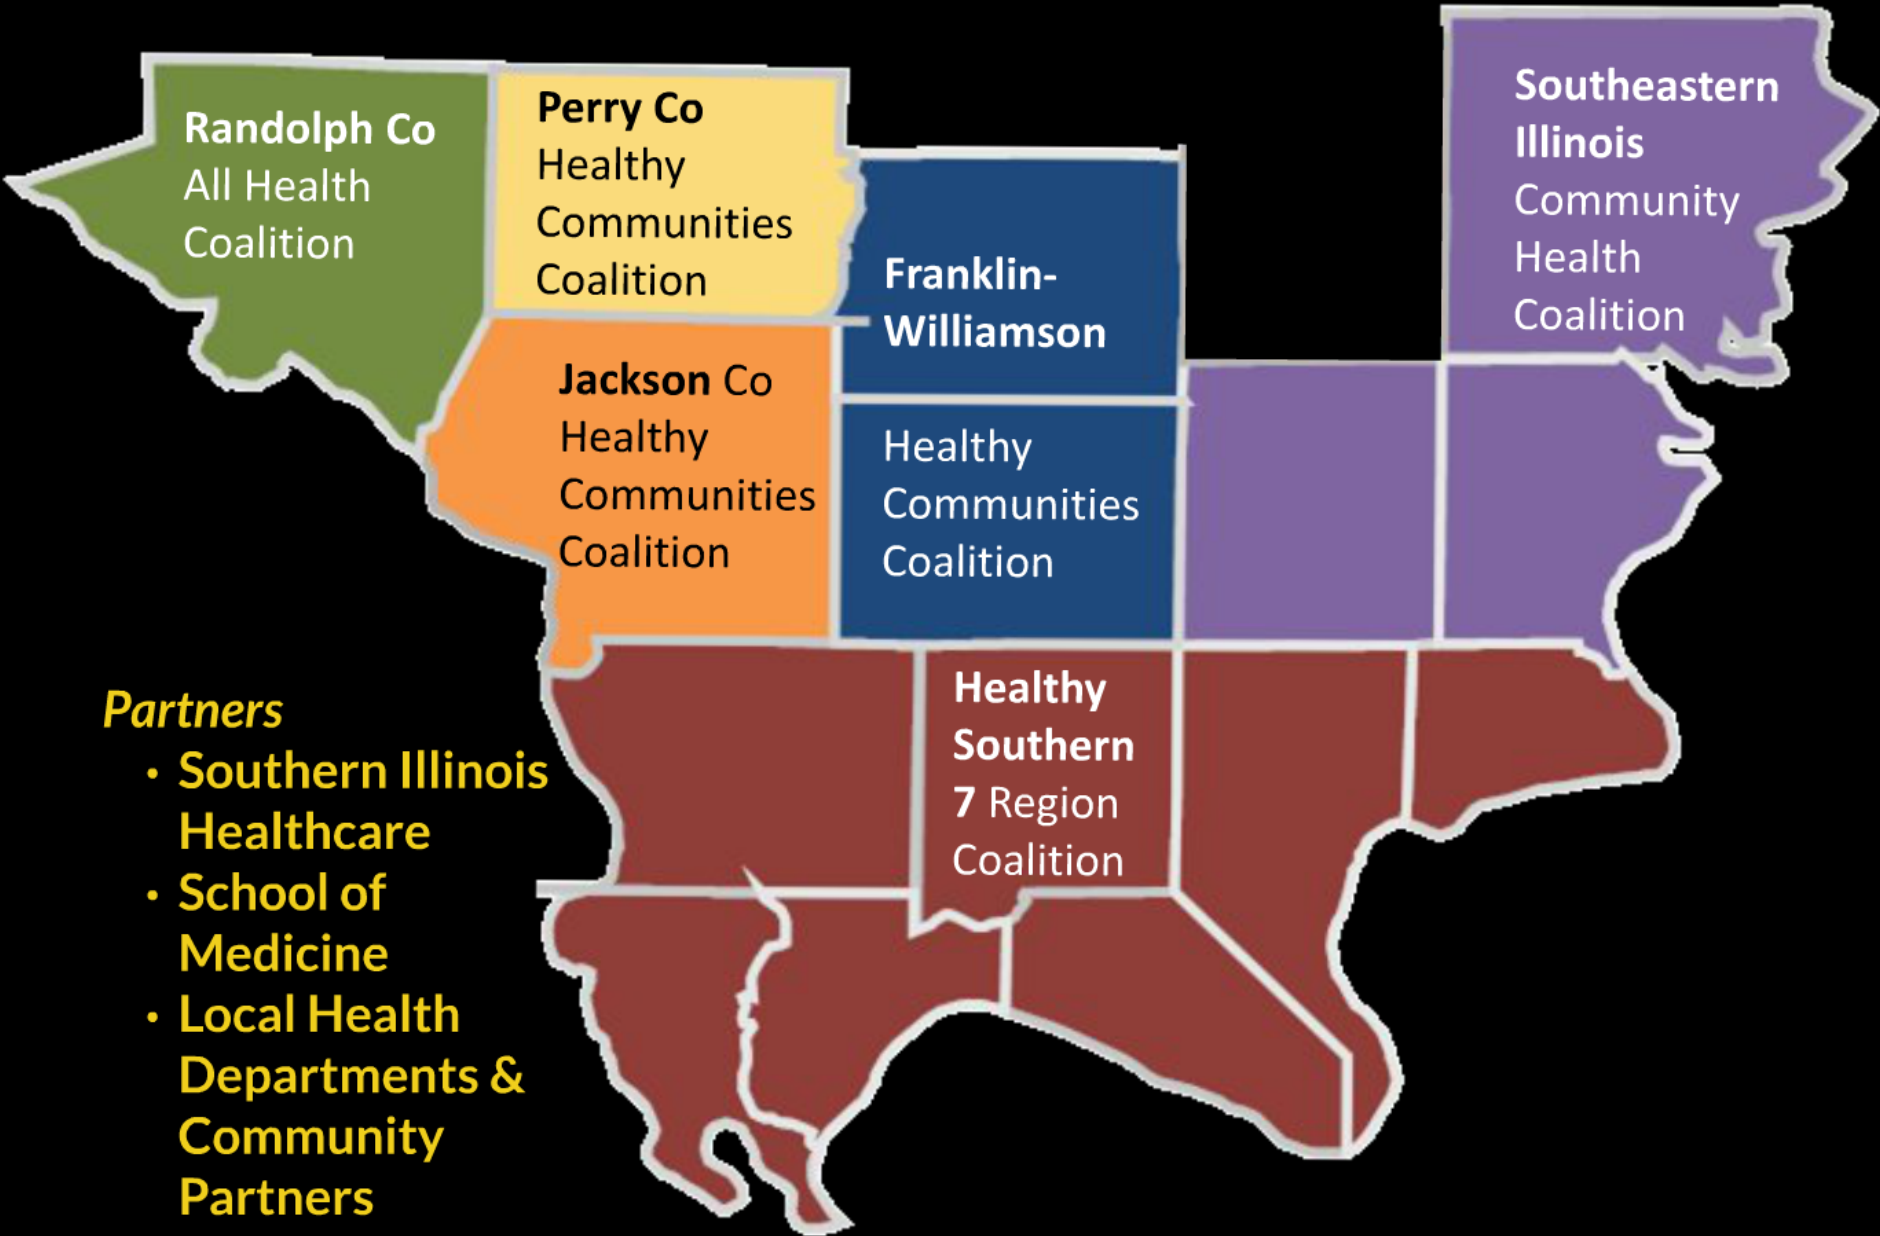 Randolph Co
All Health
Coalition
Perry Co
Healthy
Communities
Coalition
Southeastern
Illinois
Community
Health
Coalition
Franklin-
Williamson
Healthy
Communities
Coalition
Jackson Co
Healthy
Communities
Coalition
Healthy
Southern
7 Region
Coalition
Partners
· Southern Illinois
Healthcare
· School of
Medicine
· Local Health
Departments &
Community
Partners